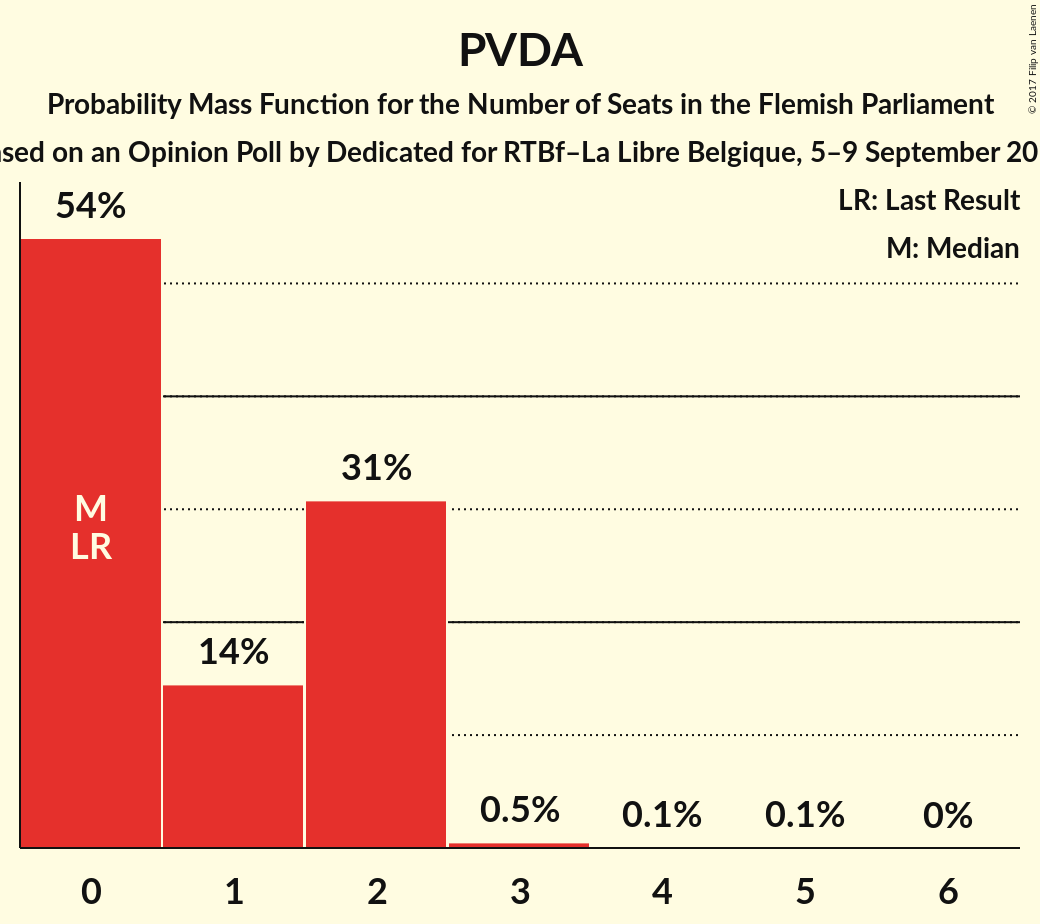 PVDA
Probability Mass Function for the Number of Seats in the Flemish Parliament
on an Opinion Poll by Dedicated for RTBf–La Libre Belgique, 5–9 September
© 2017 Filip van Laenen
LR: Last Result
M: Median
54%
31%
14%
0.5%
0.1%
0.1%
0%
M
LR
0 1 2 3 4 5 6